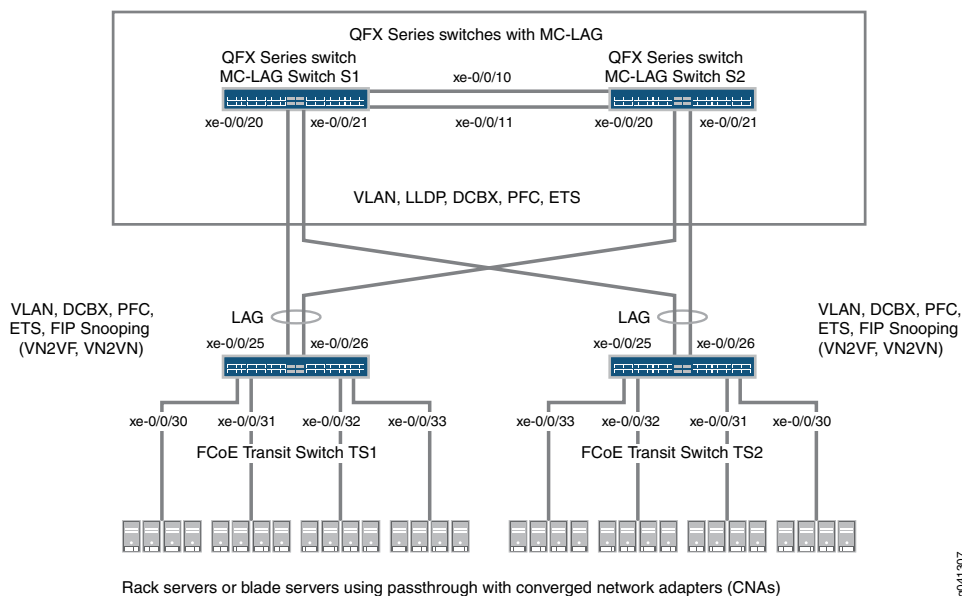 QFX Series switches with MC-LAG
QFX Series switch
MC-LAG Switch S1
QFX Series switch
MC-LAG Switch S2
xe-0/0/10
xe-0/0/11
xe-0/0/20
xe-0/0/21
xe-0/0/20
xe-0/0/21
VLAN, LLDP, DCBX, PFC, ETS
VLAN, DCBX, PFC,
ETS, FIP Snooping
(VN2VF, VN2VN)
LAG
LAG
VLAN, DCBX, PFC,
ETS, FIP Snooping
(VN2VF, VN2VN)
xe-0/0/25
xe-0/0/26
xe-0/0/25
xe-0/0/26
xe-0/0/30
xe-0/0/31
xe-0/0/32
xe-0/0/33
xe-0/0/33
xe-0/0/32
xe-0/0/31
xe-0/0/30
FCoE Transit Switch TS1
FCoE Transit Switch TS2
Rack servers or blade servers using passthrough with converged network adapters (CNAs)
g041307